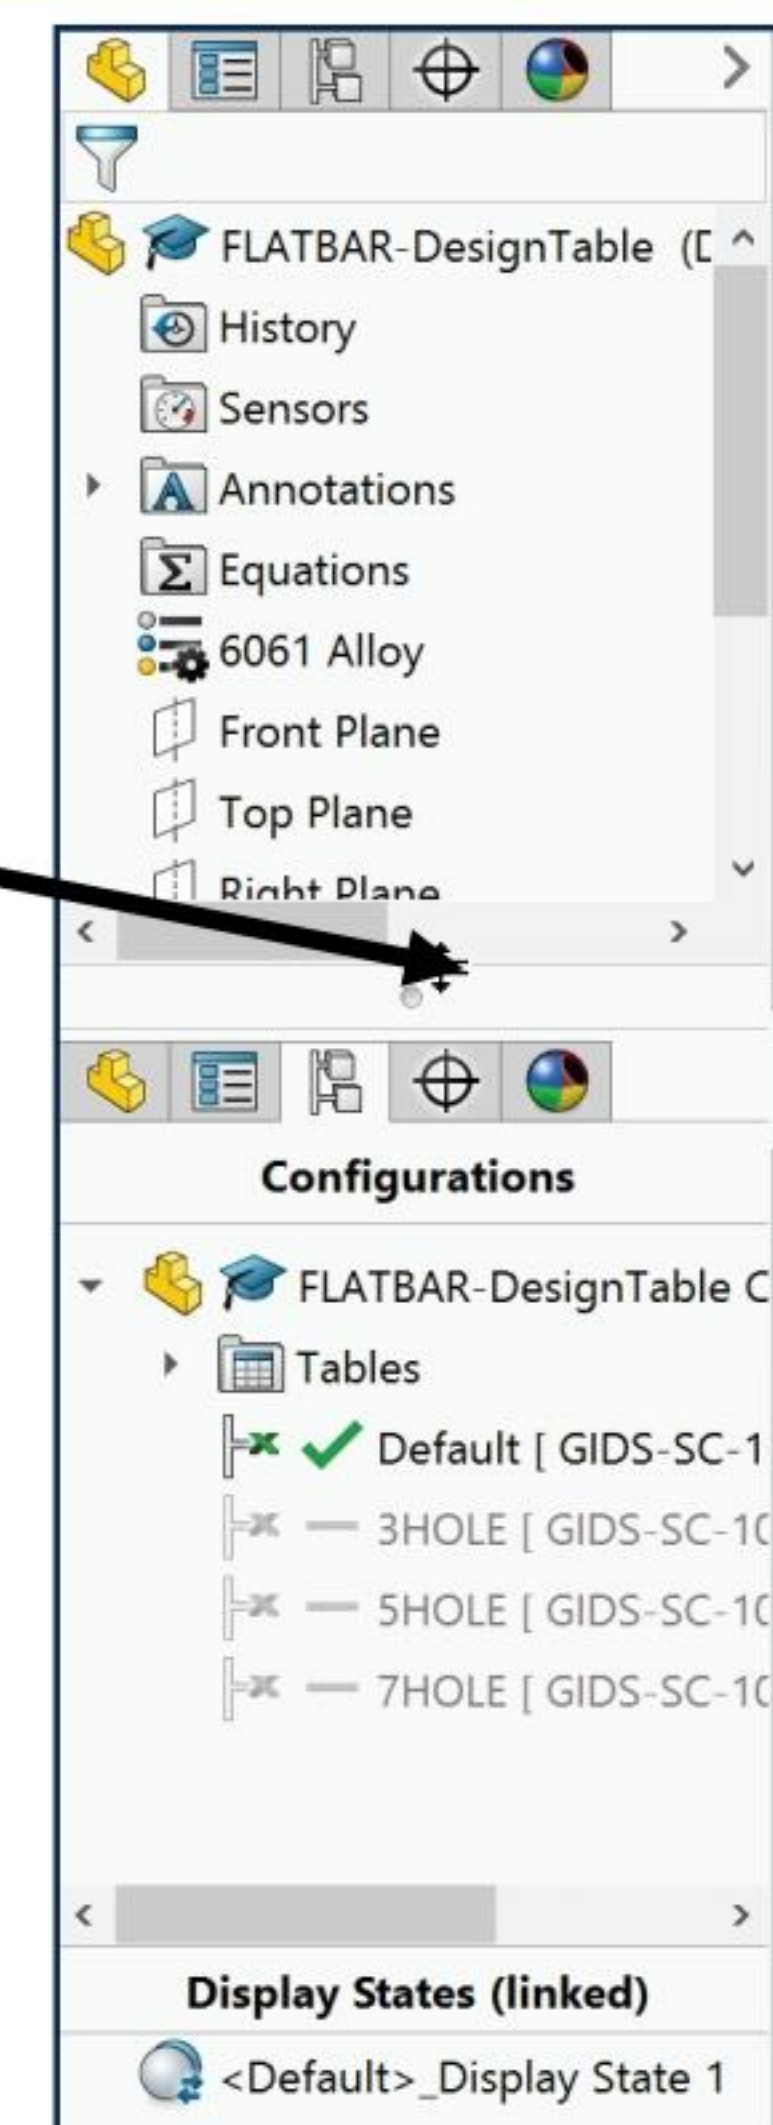 FLATBAR-DesignTable (D
History
Sensors
Annotations
Equations
6061 Alloy
Front Plane
Top Plane
Right Plane
Configurations
FLATBAR-DesignTable C
Tables
Default [ GIDS-SC-1
3HOLE [ GIDS-SC-10
5HOLE [ GIDS-SC-10
7HOLE [ GIDS-SC-10
Display States (linked)
<Default>_Display State 1